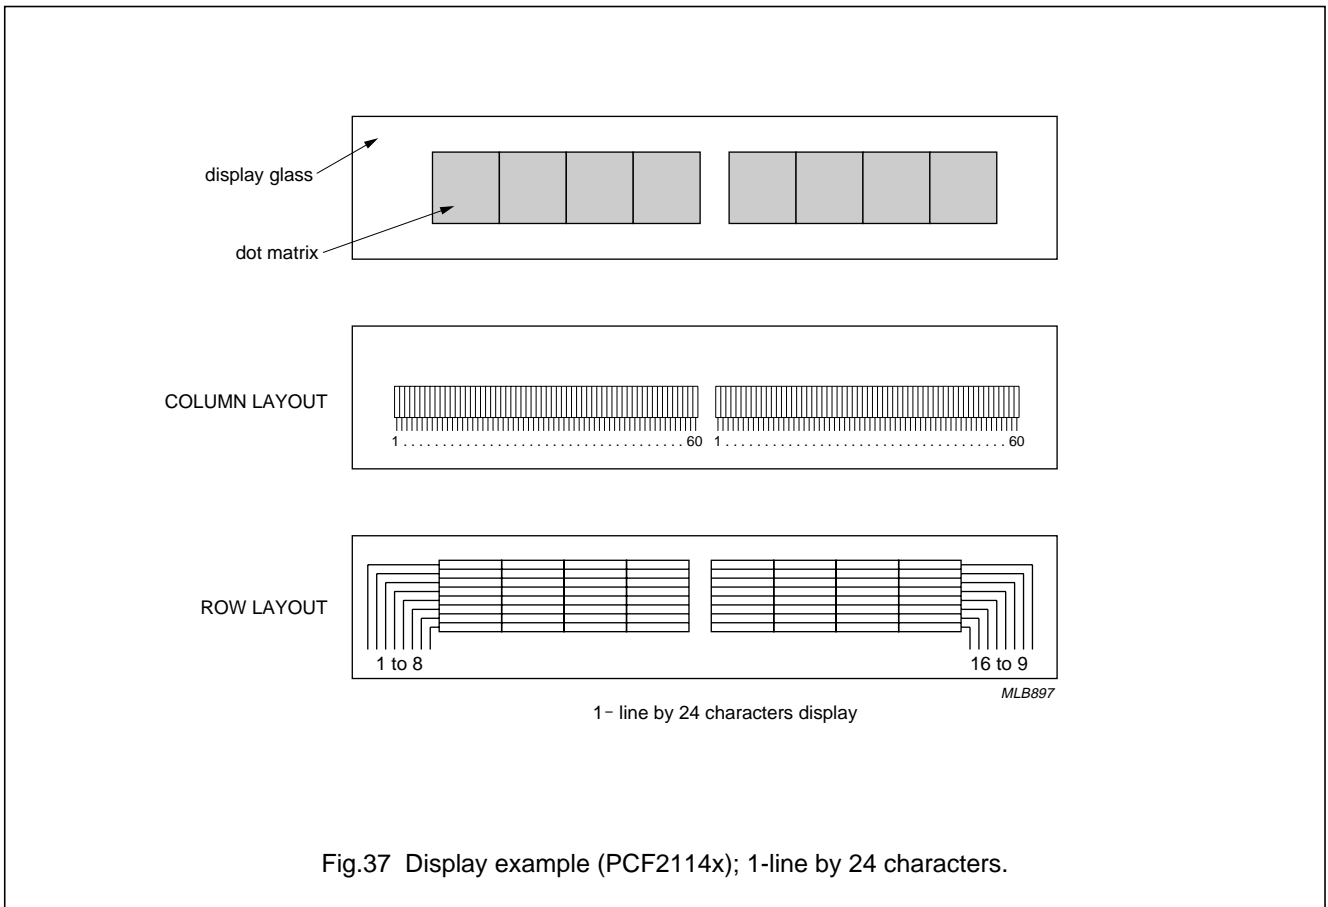 display glass
dot matrix
COLUMN LAYOUT
1 . . . . . . . . . . . . . . . . . . . . . . . . . . . . . . . . . . . . 60 1 . . . . . . . . . . . . . . . . . . . . . . . . . . . . . . . . . . . . 60
ROW LAYOUT
1 to 8 16 to 9
MLB897
1− line by 24 characters display
Fig.37 Display example (PCF2114x); 1-line by 24 characters.